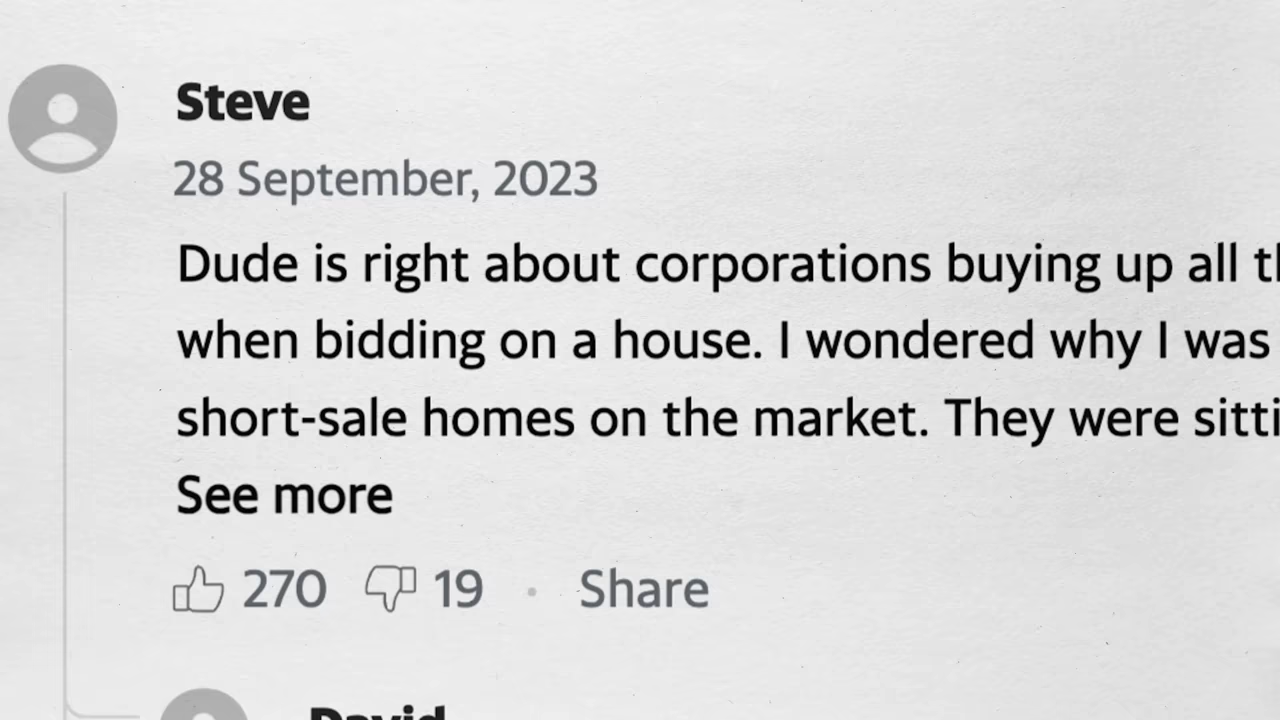 Steve
28 September, 2023
Dude is right about corporations buying up all
when bidding on a house. I wondered why I was
short-sale homes on the market. They were
See more
270 19 · Share
David